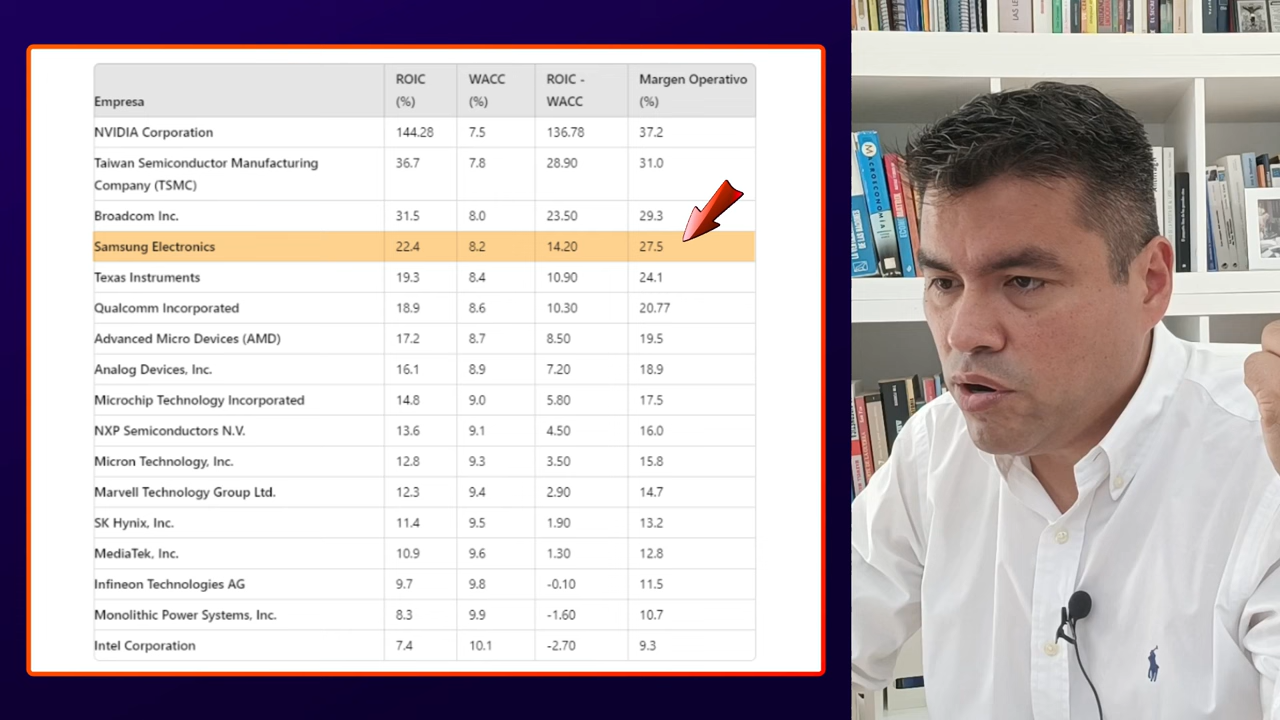 Empresa ROIC (%) WACC (%) ROIC - WACC Margen Operativo (%)
NVIDIA Corporation 144.28 7.5 136.78 37.2
Taiwan Semiconductor Manufacturing Company (TSMC) 36.7 7.8 28.90 31.0
Broadcom Inc. 31.5 8.0 23.50 29.3
Samsung Electronics 22.4 8.2 14.20 27.5
Texas Instruments 19.3 8.4 10.90 24.1
Qualcomm Incorporated 18.9 8.6 10.30 20.77
Advanced Micro Devices (AMD) 17.2 8.7 8.50 19.5
Analog Devices, Inc. 16.1 8.9 7.20 18.9
Microchip Technology Incorporated 14.8 9.0 5.80 17.5
NXP Semiconductors N.V. 13.6 9.1 4.50 16.0
Micron Technology, Inc. 12.8 9.3 3.50 15.8
Marvell Technology Group Ltd. 12.3 9.4 2.90 14.7
SK Hynix, Inc. 11.4 9.5 1.90 13.2
MediaTek, Inc. 10.9 9.6 1.30 12.8
Infineon Technologies AG 9.7 9.8 -0.10 11.5
Monolithic Power Systems, Inc. 8.3 9.9 -1.60 10.7
Intel Corporation 7.4 10.1 -2.70 9.3
MACROECONOMÍA